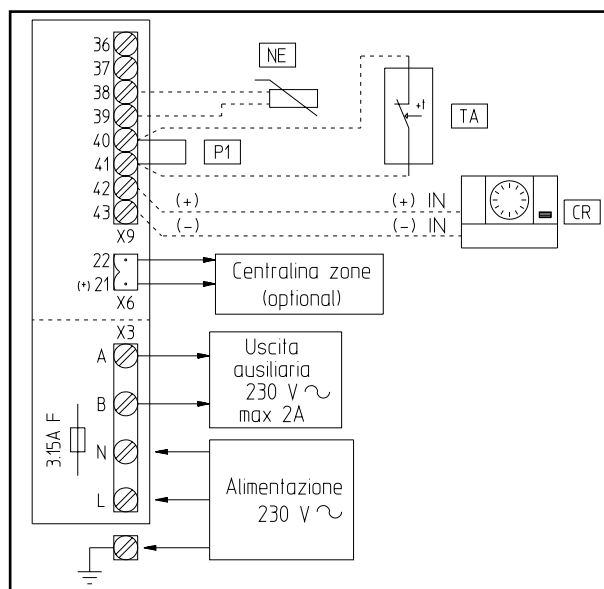 36
37
38
39
40
41
42
43
X9
NE
TA
P1
(+) (+) IN
(-) (-) IN
CR
22
(+) 21
X6
Centralina zone
(optional)
X3
A
B
N
L
3.15A F
Uscita
ausiliaria
230 V ~
max 2A
Alimentazione
230 V ~
+t